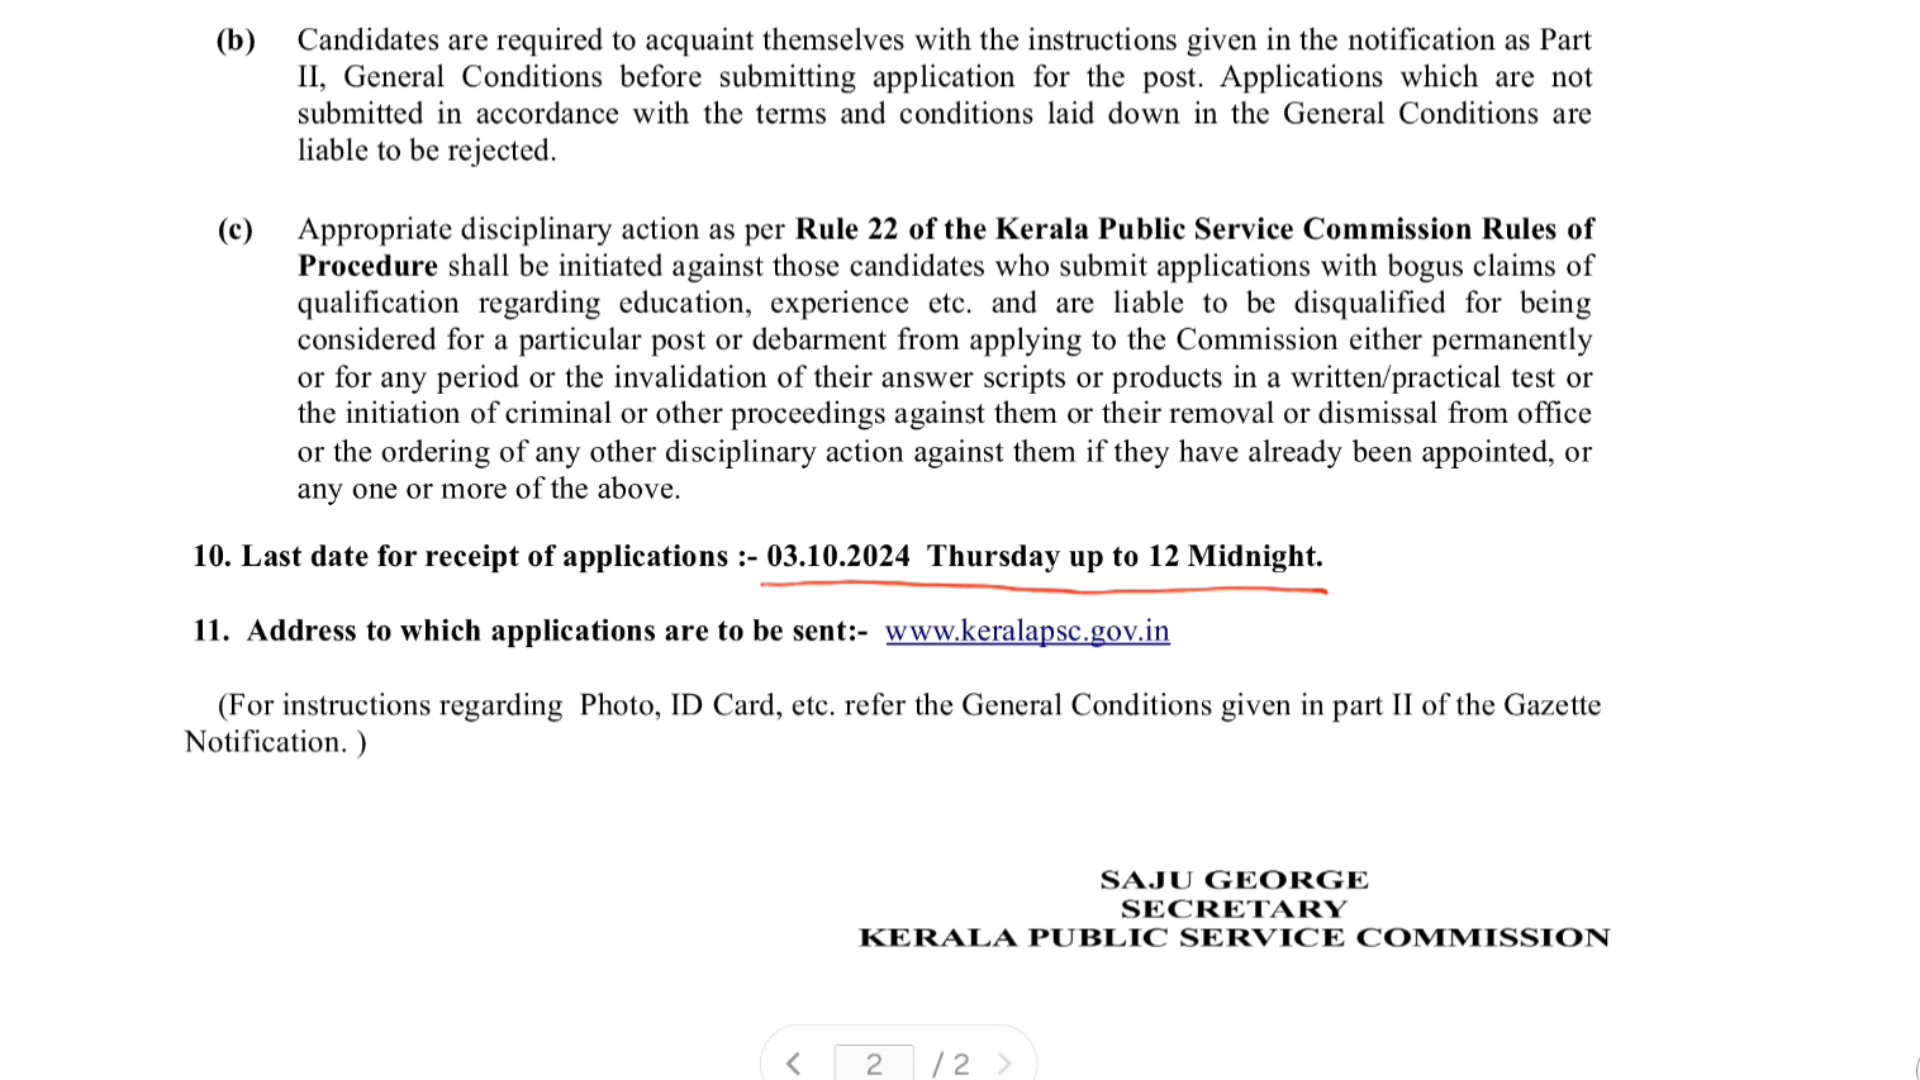 (b) Candidates are required to acquaint themselves with the instructions given in the notification as Part
II, General Conditions before submitting application for the post. Applications which are not
submitted in accordance with the terms and conditions laid down in the General Conditions are
liable to be rejected.
(c) Appropriate disciplinary action as per Rule 22 of the Kerala Public Service Commission Rules of
Procedure shall be initiated against those candidates who submit applications with bogus claims of
qualification regarding education, experience etc. and are liable to be disqualified for being
considered for a particular post or debarment from applying to the Commission either permanently
or for any period or the invalidation of their answer scripts or products in a written/practical test or
the initiation of criminal or other proceedings against them or their removal or dismissal from office
or the ordering of any other disciplinary action against them if they have already been appointed, or
any one or more of the above.
10. Last date for receipt of applications :- 03.10.2024 Thursday up to 12 Midnight.
11. Address to which applications are to be sent:- www.keralapsc.gov.in
(For instructions regarding Photo, ID Card, etc. refer the General Conditions given in part II of the Gazette
Notification. )
SAJU GEORGE
SECRETARY
KERALA PUBLIC SERVICE COMMISSION
2 / 2